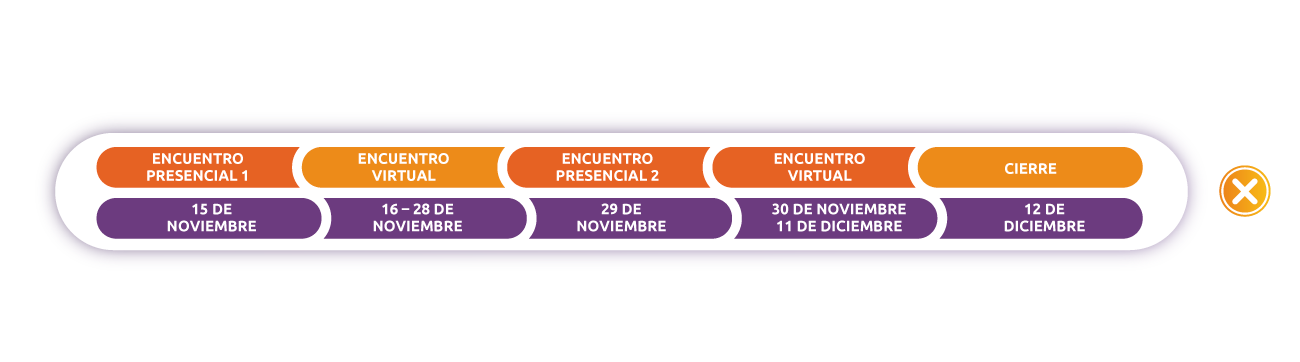 ENCUENTRO
PRESENCIAL 1
ENCUENTRO
VIRTUAL
ENCUENTRO
PRESENCIAL 2
ENCUENTRO
VIRTUAL
CIERRE
15 DE
NOVIEMBRE
16 – 28 DE
NOVIEMBRE
29 DE
NOVIEMBRE
30 DE NOVIEMBRE
11 DE DICIEMBRE
12 DE
DICIEMBRE